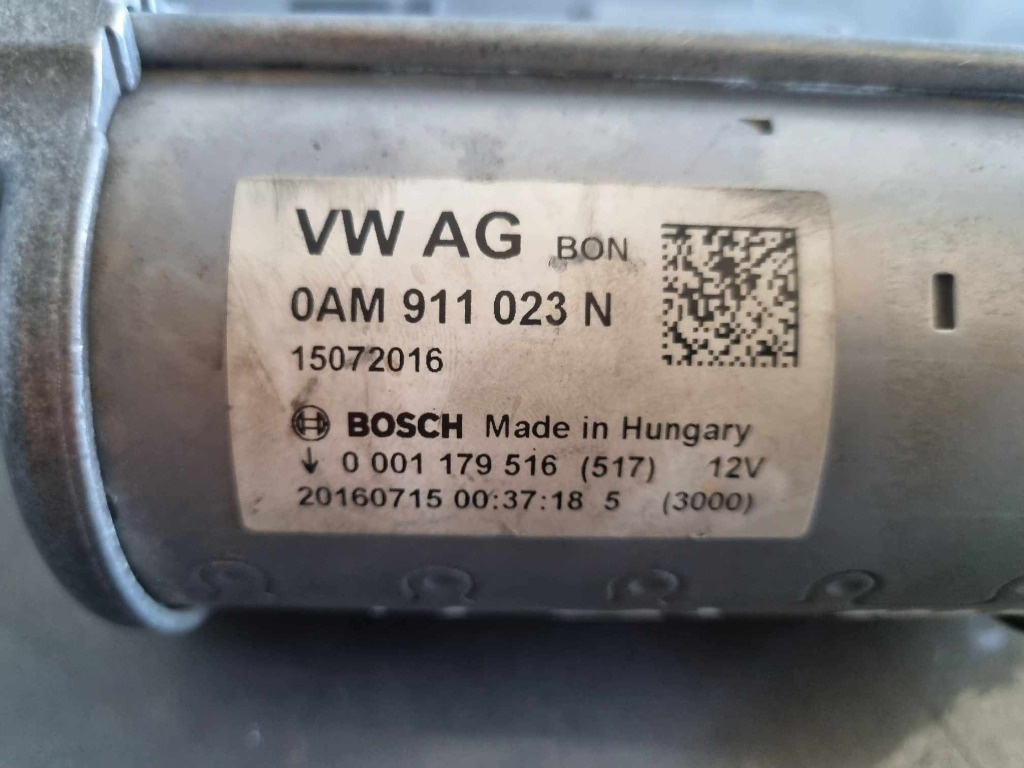 VW AG BON
0AM 911 023 N
15072016
BOSCH Made in Hungary
↓ 0 001 179 516 (517) 12V
20160715 00:37:18 5 (3000)